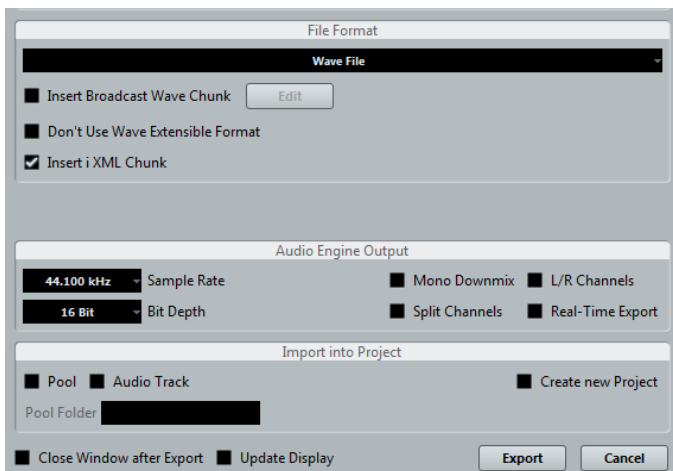 File Format
Wave File
Insert Broadcast Wave Chunk Edit
Don't Use Wave Extensible Format
Insert i XML Chunk
Audio Engine Output
44.100 kHz Sample Rate Mono Downmix L/R Channels
16 Bit Bit Depth Split Channels Real-Time Export
Import into Project
Pool Audio Track Create new Project
Pool Folder
Close Window after Export Update Display Export Cancel